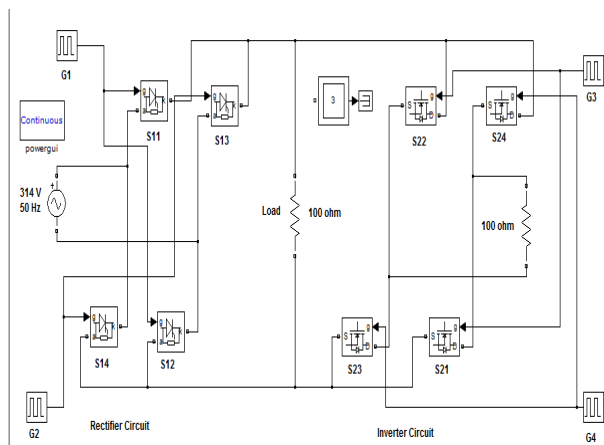 G1
S11
S13
Continuous
powergui
314 V
50 Hz
+
S14
S12
G2
Rectifier Circuit
Load
100 ohm
3
S22
S24
G3
100 ohm
S23
S21
G4
Inverter Circuit
g
a
k
g
a
k
g
a
k
g
a
k
S
g
D
S
g
D
S
g
D
S
g
D